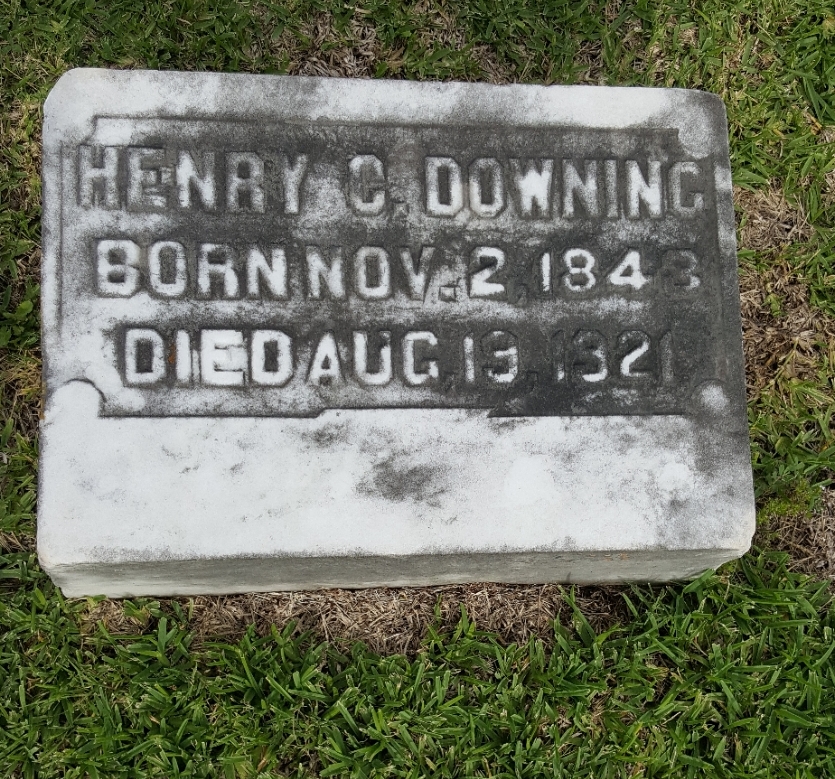 HENRY C. DOWNING
BORN NOV. 2, 1843
DIED AUG. 19, 1921